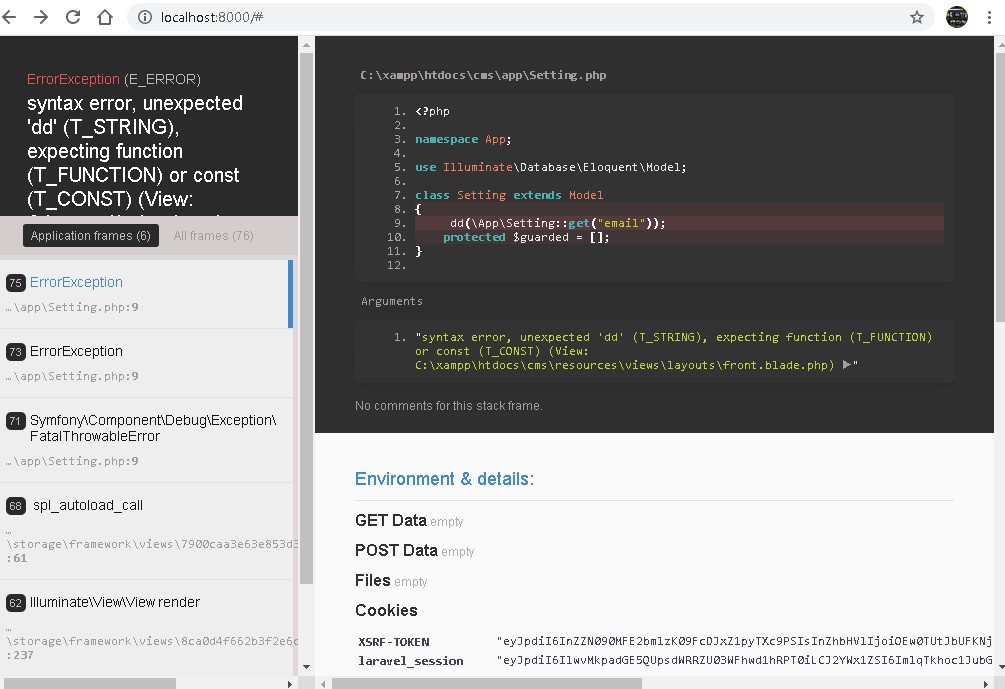 localhost:8000/#
ErrorException (E_ERROR)
syntax error, unexpected
'dd' (T_STRING),
expecting function
(T_FUNCTION) or const
(T_CONST) (View:
Application frames (6)
All frames (76)
75 ErrorException
…\app\Setting.php:9
73 ErrorException
…\app\Setting.php:9
71 Symfony\Component\Debug\Exception\
FatalThrowableError
…\app\Setting.php:9
68 spl_autoload_call
…
\storage\framework\views\7900caa3e63e853d3
:61
62 Illuminate\View\View render
…
\storage\framework\views\8ca0d4f662b3f2e6c
:237
C:\xampp\htdocs\cms\app\Setting.php
1. <?php
2.
3. namespace App;
4.
5. use Illuminate\Database\Eloquent\Model;
6.
7. class Setting extends Model
8. {
9. dd(\App\Setting::get("email"));
10. protected $guarded = [];
11. }
12.
Arguments
1. "syntax error, unexpected 'dd' (T_STRING), expecting function (T_FUNCTION)
or const (T_CONST) (View:
C:\xampp\htdocs\cms\resources\views\layouts\front.blade.php) ▶"
No comments for this stack frame.
Environment & details:
GET Data empty
POST Data empty
Files empty
Cookies
XSRF-TOKEN
laravel_session